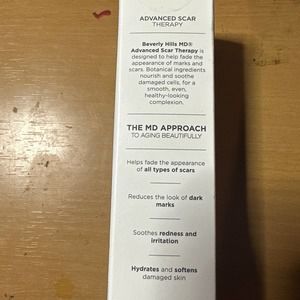 ADVANCED SCAR
THERAPY
Beverly Hills MD®
Advanced Scar Therapy is
designed to help fade the
appearance of marks and
scars. Botanical ingredients
nourish and soothe
damaged cells, for a
smooth, even,
healthy-looking
complexion.
THE MD APPROACH
TO AGING BEAUTIFULLY
Helps fade the appearance
of all types of scars
Reduces the look of dark
marks
Soothes redness and
irritation
Hydrates and softens
damaged skin